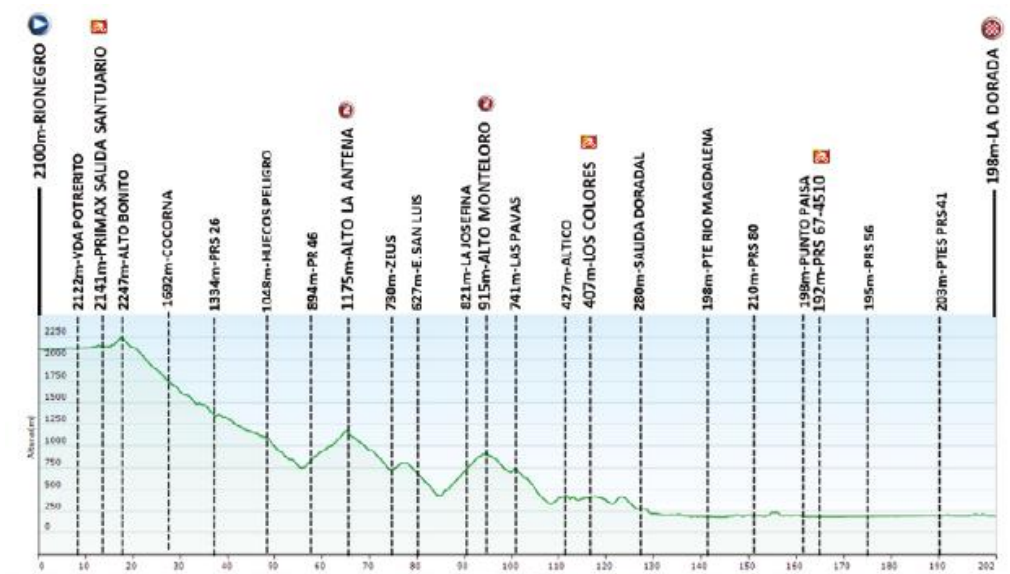 2100m-RIONEGRO
2122m-VDA POTRERITO
2141m-PRIMAX SALIDA SANTUARIO
2247m-ALTO BONITO
1692m-COCORNA
1334m-PRS 26
1048m-HUECOS PELIGRO
894m-PR 46
1175m-ALTO LA ANTENA
730m-ZEUS
627m-E.SAN LUIS
821m-LA JOSEFINA
915m-ALTO MONTELORO
741m-LAS PAVAS
427m-ALTICO
407m-LOS COLORES
280m-SALIDA DORADAL
198m-PTE RIO MAGDALENA
210m-PRS 80
198m-PUNTO PAISA
192m-PRS 67-4510
195m-PRS 56
203m-PTES PRS41
198m-LA DORADA
Altura(m)
2250
2000
1750
1500
1250
1000
750
500
250
0
0 10 20 30 40 50 60 70 80 90 100 110 120 130 140 150 160 170 180 190 202